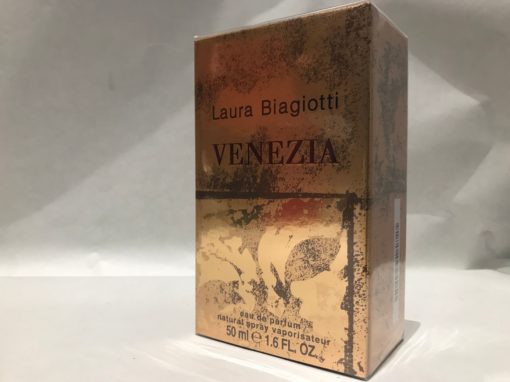 Laura Biagiotti
VENEZIA
eau de parfum
natural spray vaporisateur
50 ml ℮ 1.6 FL. OZ.